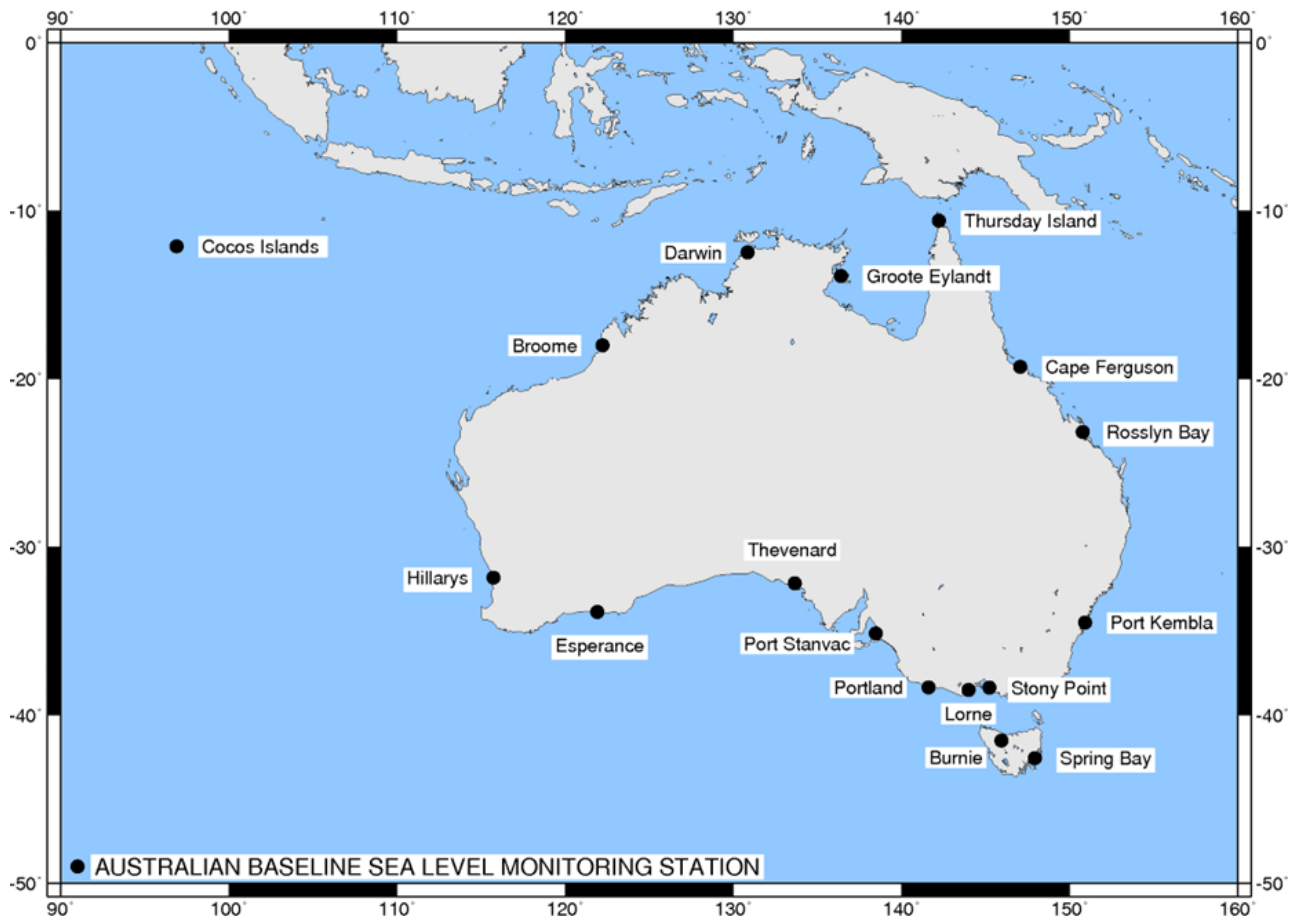 90° 100° 110° 120° 130° 140° 150° 160°
0° 0°
-10° -10°
Thursday Island
Cocos Islands
Darwin
Groote Eylandt
Broome
Cape Ferguson
-20° -20°
Rosslyn Bay
-30° -30°
Thevenard
Hillarys
Port Kembla
Esperance
Port Stanvac
Portland
Stony Point
Lorne
-40° -40°
Burnie
Spring Bay
AUSTRALIAN BASELINE SEA LEVEL MONITORING STATION
-50° -50°
90° 100° 110° 120° 130° 140° 150° 160°